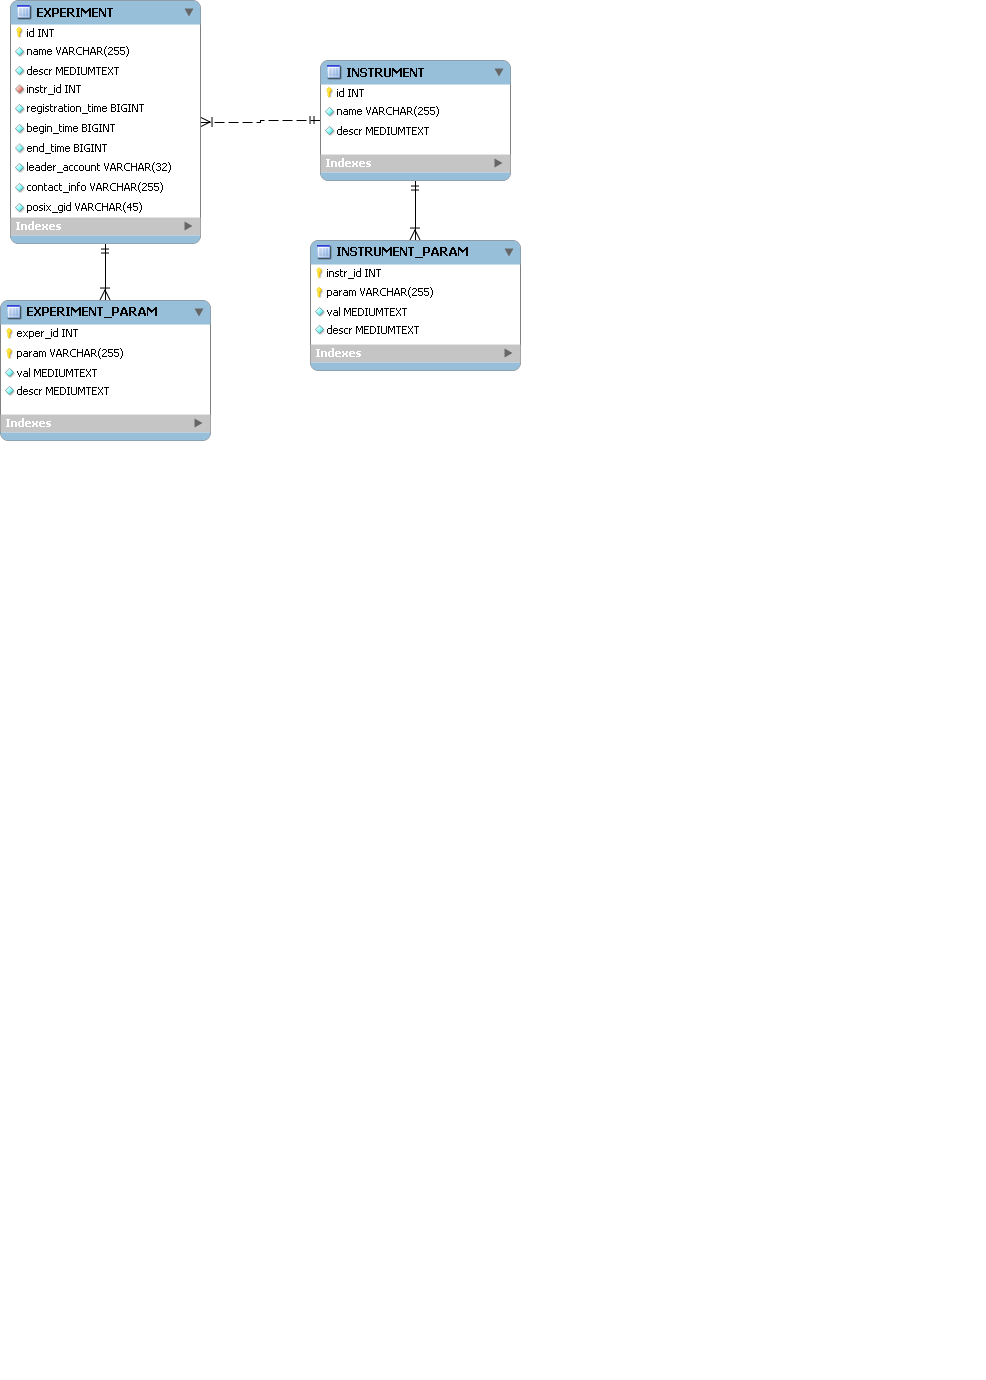 EXPERIMENT
id INT
name VARCHAR(255)
descr MEDIUMTEXT
instr_id INT
registration_time BIGINT
begin_time BIGINT
end_time BIGINT
leader_account VARCHAR(32)
contact_info VARCHAR(255)
posix_gid VARCHAR(45)
Indexes
INSTRUMENT
id INT
name VARCHAR(255)
descr MEDIUMTEXT
Indexes
INSTRUMENT_PARAM
instr_id INT
param VARCHAR(255)
val MEDIUMTEXT
descr MEDIUMTEXT
Indexes
EXPERIMENT_PARAM
exper_id INT
param VARCHAR(255)
val MEDIUMTEXT
descr MEDIUMTEXT
Indexes